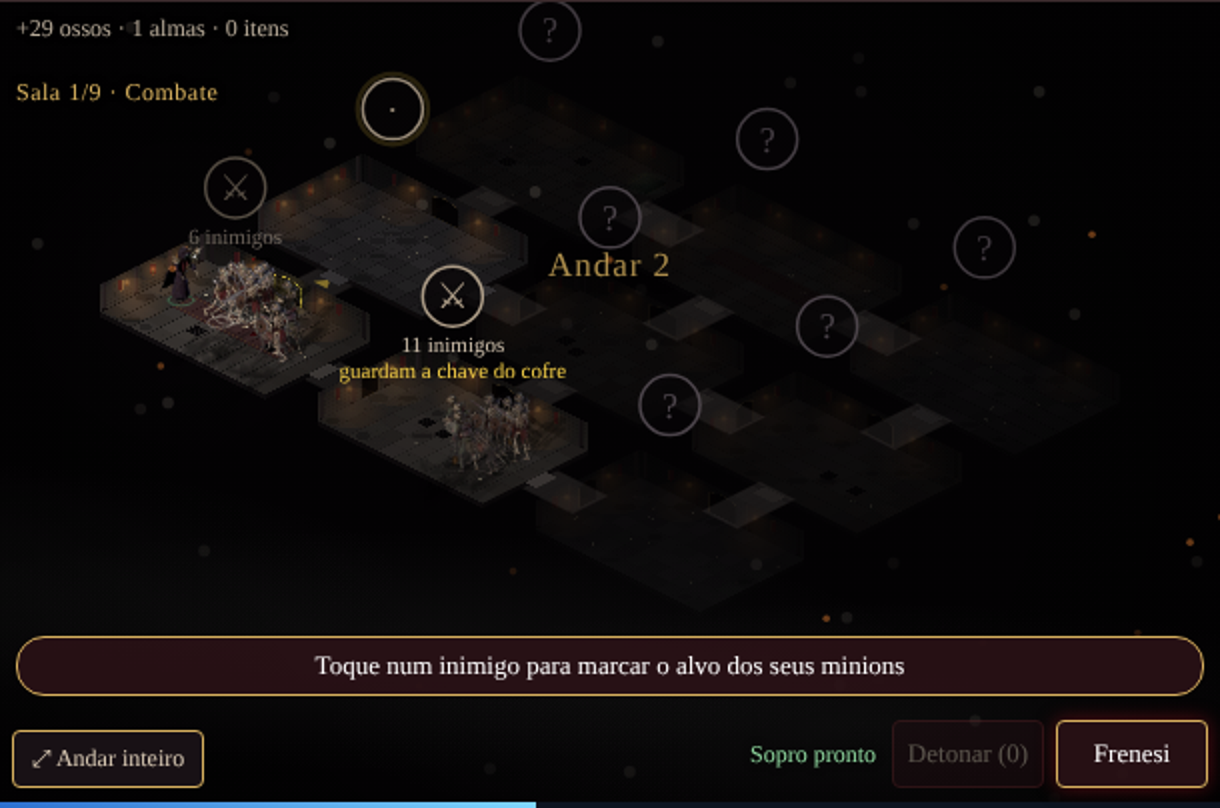 +29 ossos · 1 almas · 0 itens
?
Sala 1/9 · Combate
?
?
6 inimigos
?
Andar 2
11 inimigos
guardam a chave do cofre
?
?
Toque num inimigo para marcar o alvo dos seus minions
Andar inteiro
Sopro pronto
Detonar (0)
Frenesi